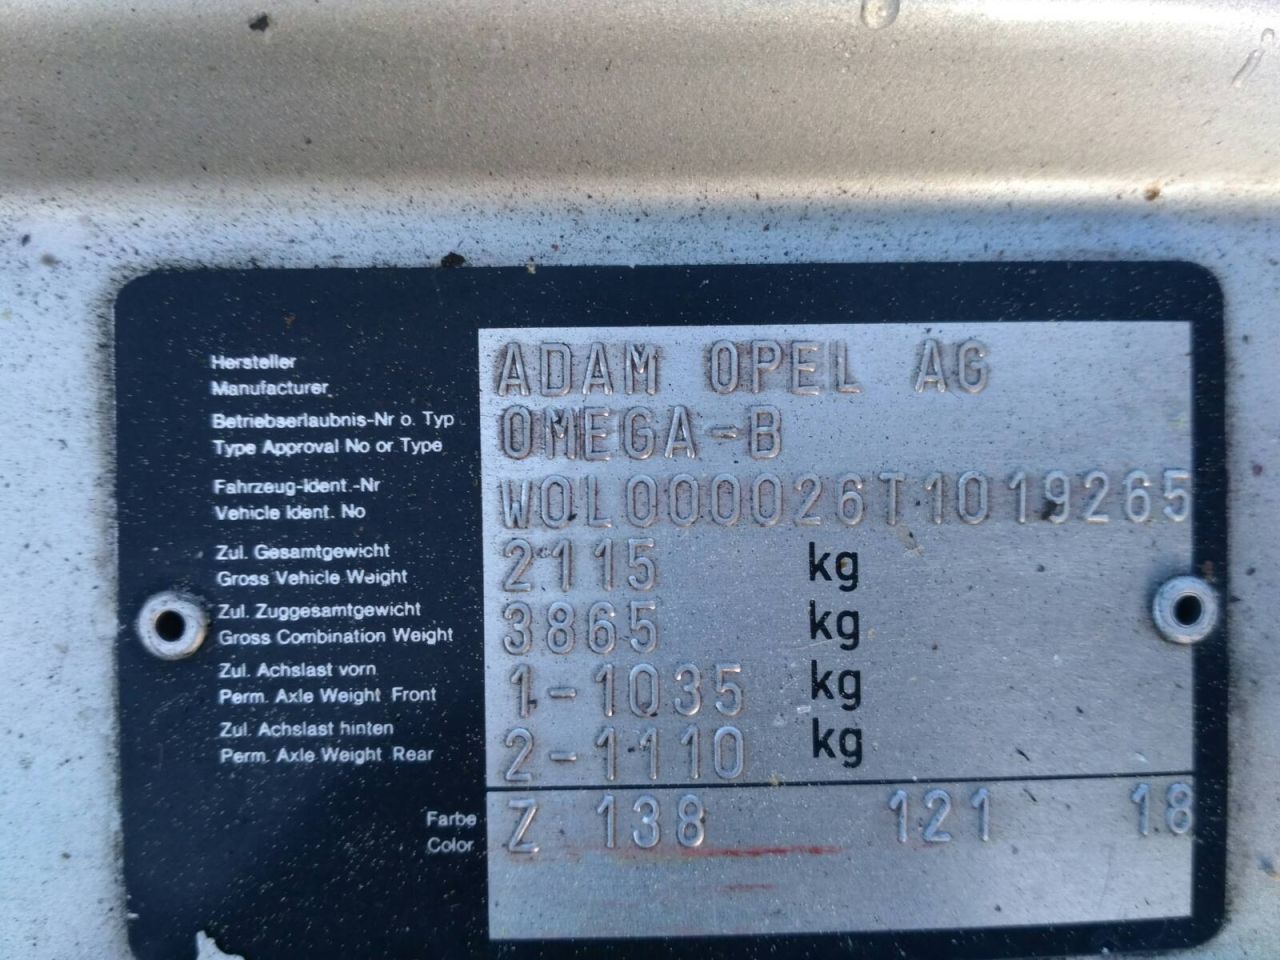 Hersteller
Manufacturer ADAM OPEL AG
Betriebserlaubnis-Nr o. Typ
Type Approval No or Type OMEGA-B
Fahrzeug-Ident.-Nr
Vehicle Ident. No W0L000026T1019265
Zul. Gesamtgewicht
Gross Vehicle Weight 2115 kg
Zul. Zuggesamtgewicht
Gross Combination Weight 3865 kg
Zul. Achslast vorn
Perm. Axle Weight Front 1-1035 kg
Zul. Achslast hinten
Perm. Axle Weight Rear 2-1110 kg
Farbe
Color Z 138 121 18